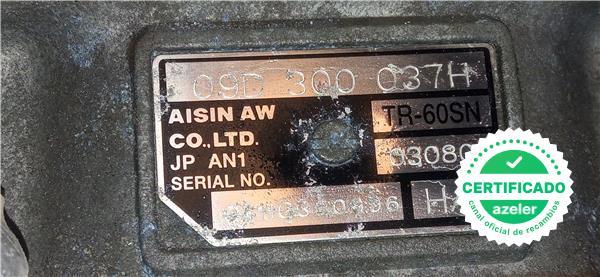 09D 300 037H
AISIN AW
TR-60SN
CO.,LTD.
JP AN1
SERIAL NO.
CERTIFICADO
azeler
canal oficial de recambios